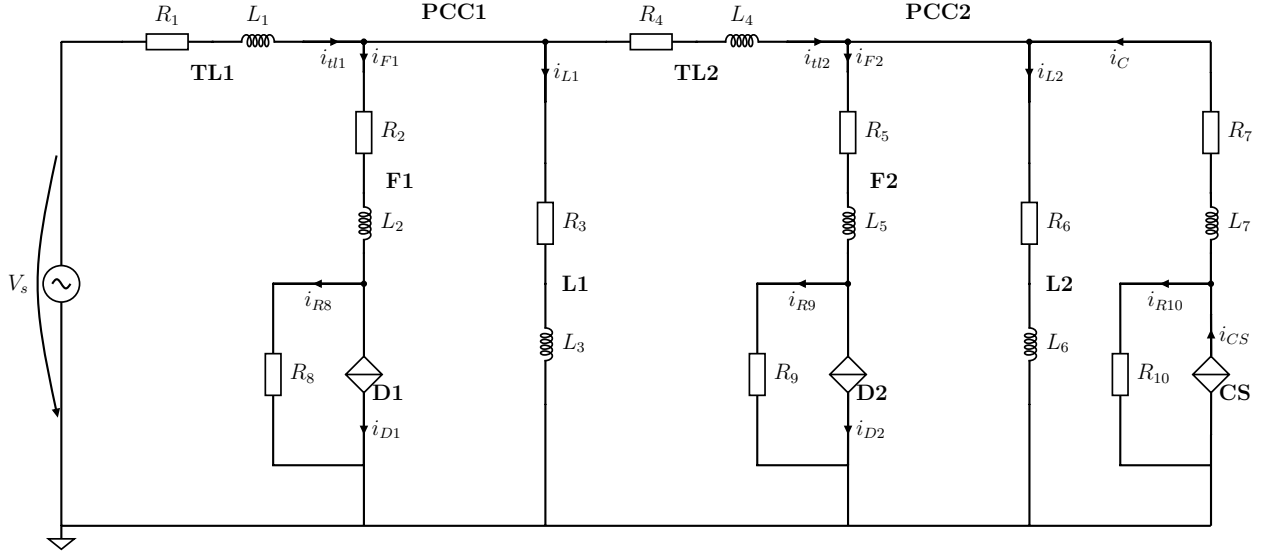 R1 L1 PCC1 R4 L4 PCC2
itl1 iF1 iL1 itl2 iF2 iL2 iC
TL1 TL2
R2 R5 R7
F1 F2
L2 R3 L5 R6 L7
Vs iR8 L1 iR9 L2 iR10
L3 L6 iCS
R8 D1 R9 D2 R10 CS
iD1 iD2